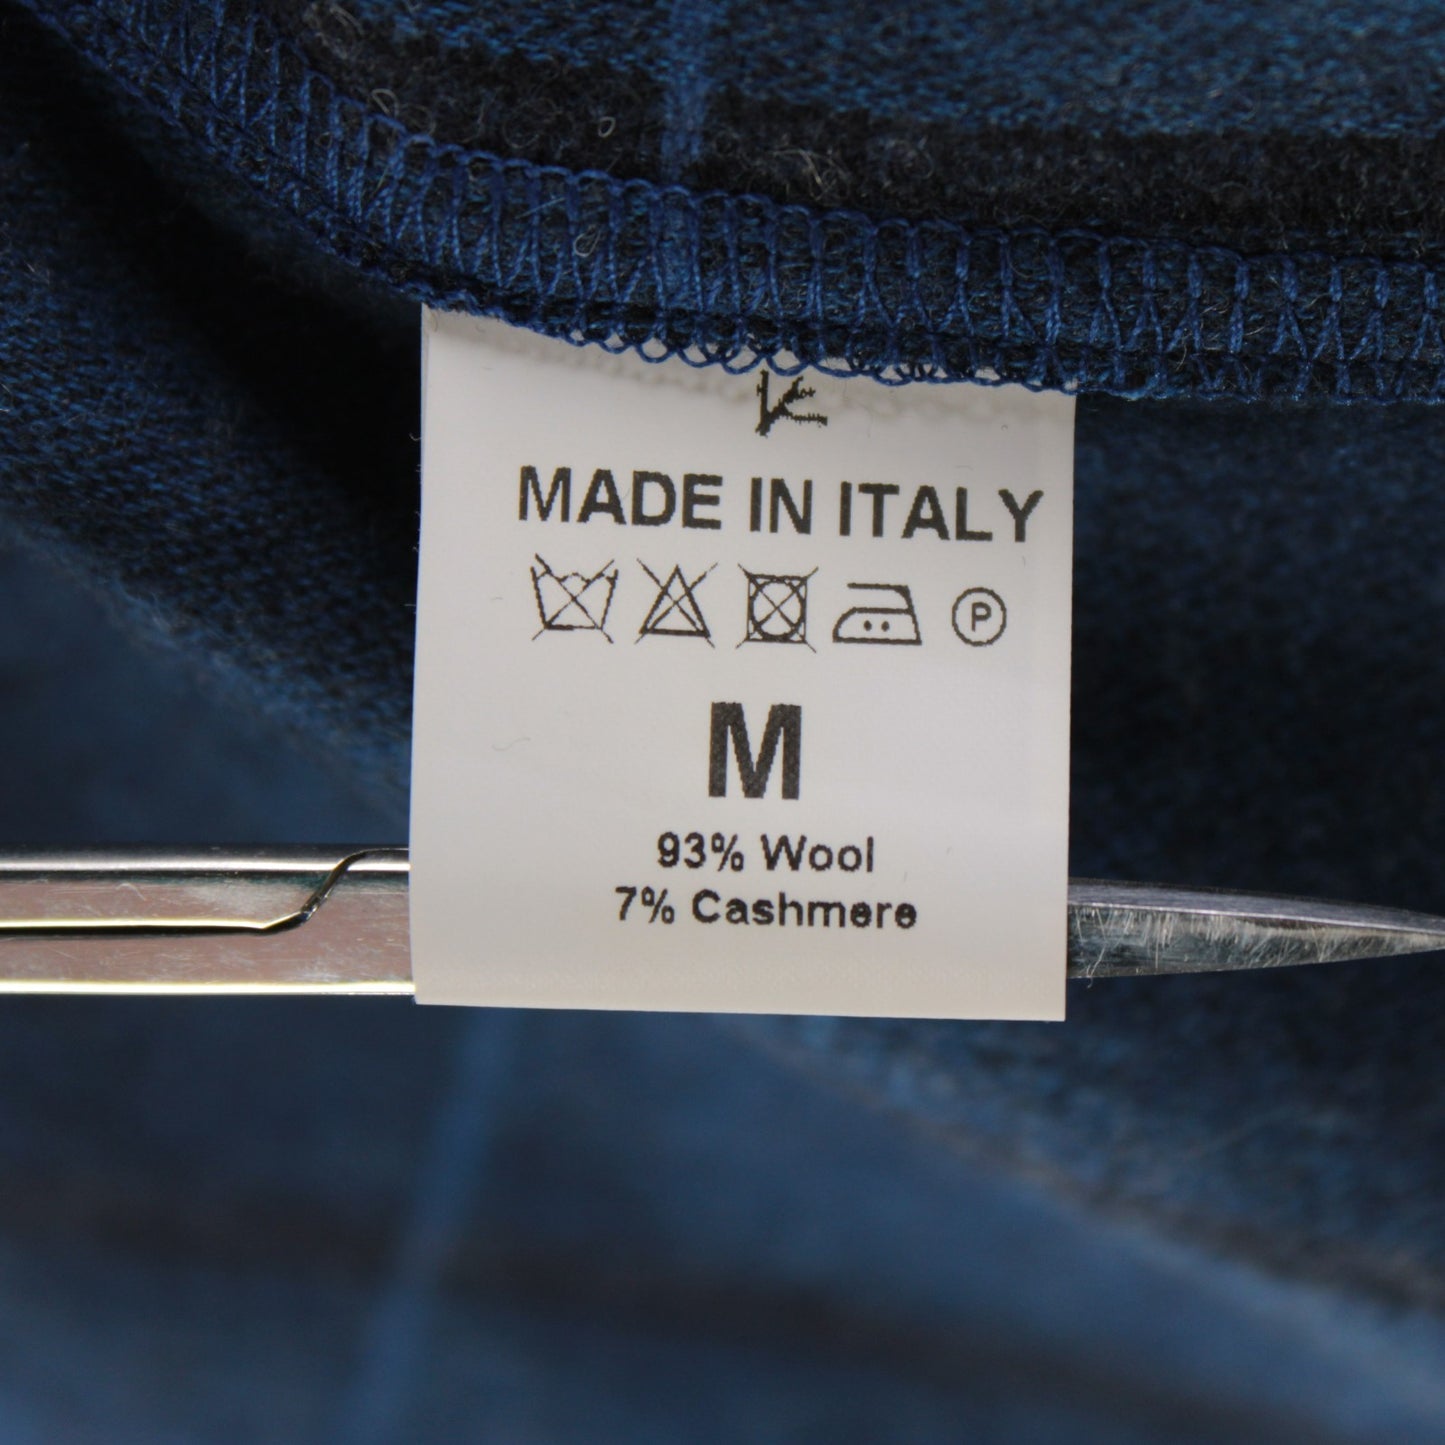 MADE IN ITALY
P
M
93% Wool
7% Cashmere